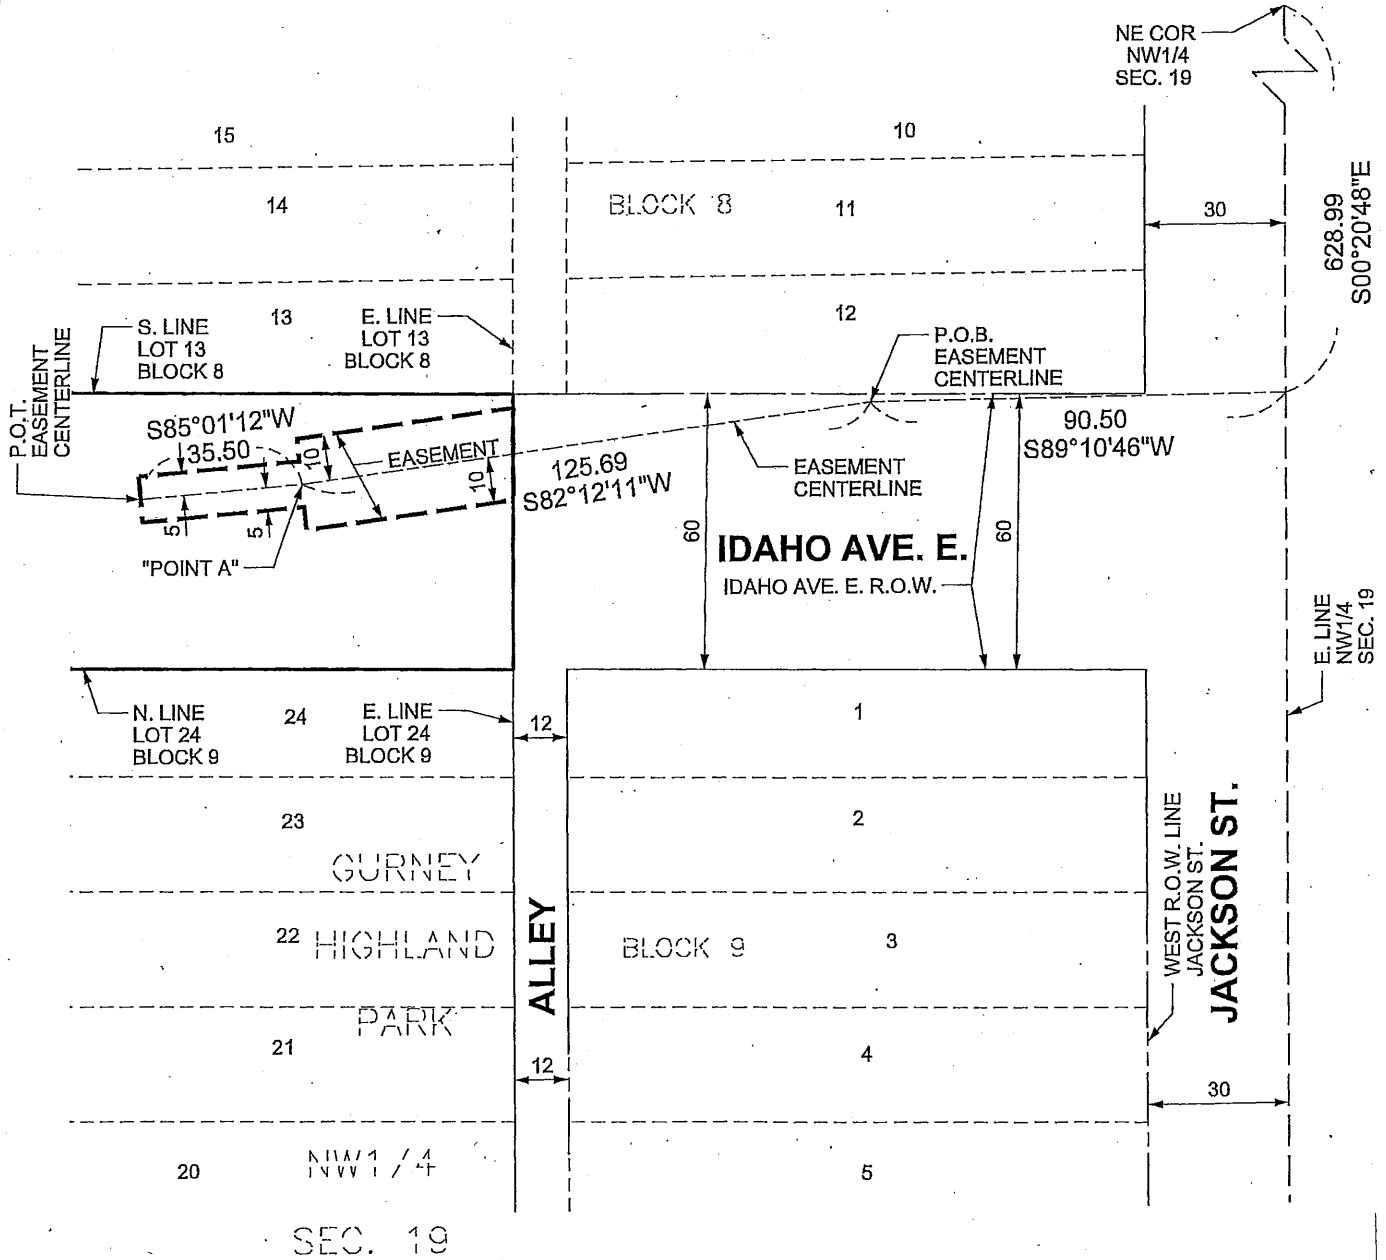 NE COR
NW1/4
SEC. 19
15
10
14
BLOCK 8
11
30
628.99
S00°20'48"E
13
S. LINE
LOT 13
BLOCK 8
E. LINE
LOT 13
BLOCK 8
12
P.O.B.
EASEMENT
CENTERLINE
P.O.T.
EASEMENT
CENTERLINE
S85°01'12"W
35.50
10
EASEMENT
10
125.69
S82°12'11"W
EASEMENT
CENTERLINE
90.50
S89°10'46"W
5
5
"POINT A"
60
IDAHO AVE. E.
IDAHO AVE. E. R.O.W.
60
E. LINE
NW1/4
SEC. 19
N. LINE
LOT 24
BLOCK 9
24
E. LINE
LOT 24
BLOCK 9
12
1
23
2
GURNEY
22
HIGHLAND
ALLEY
BLOCK 9
3
WEST R.O.W. LINE
JACKSON ST.
JACKSON ST.
PARK
21
12
4
30
20
NW1/4
5
SEC. 19